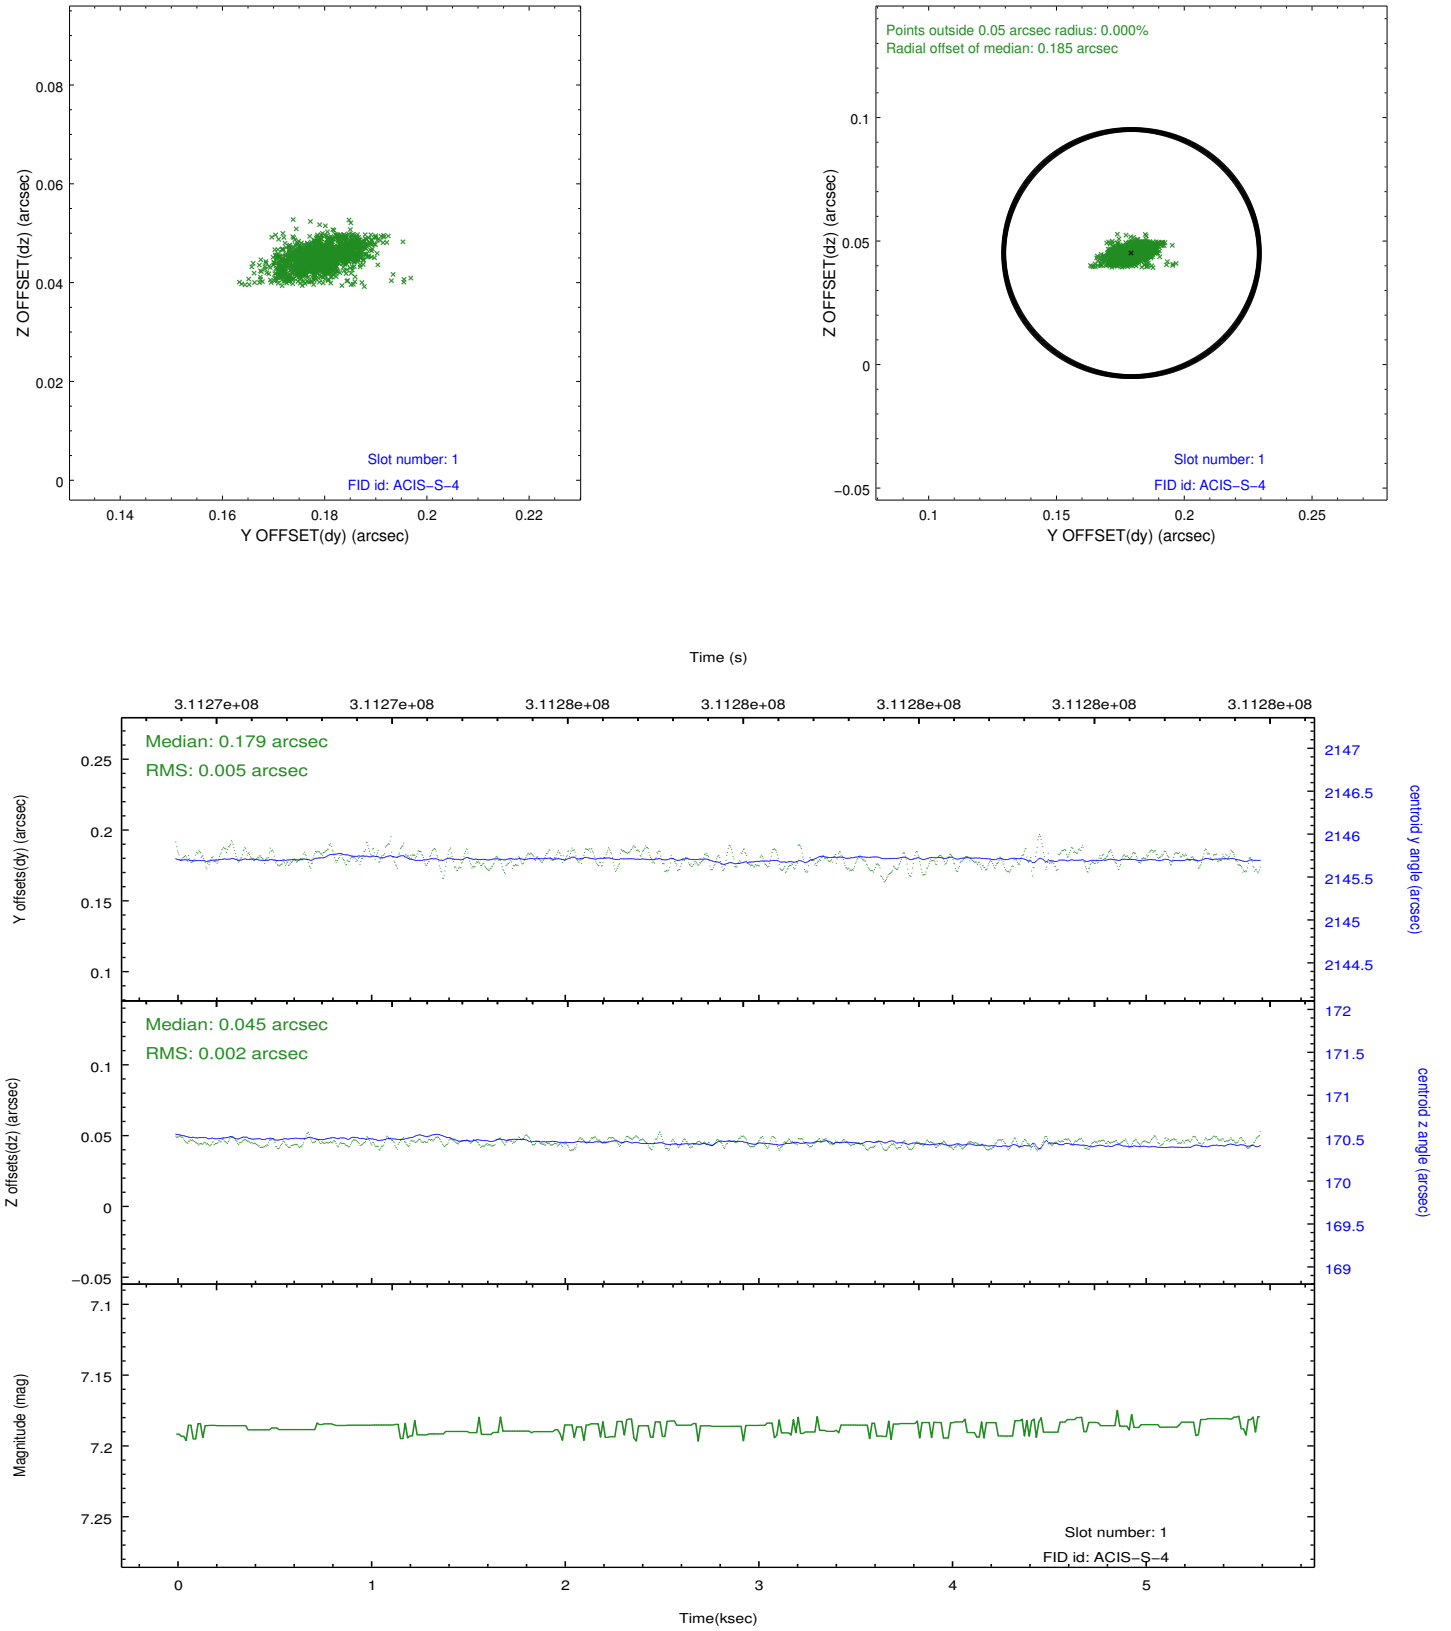 0.08
0.06
0.04
0.02
0
Z OFFSET(dz) (arcsec)
Slot number: 1
FID id: ACIS−S−4
0.14
0.16
0.18
0.2
0.22
Y OFFSET(dy) (arcsec)
Points outside 0.05 arcsec radius: 0.000%
Radial offset of median: 0.185 arcsec
0.1
0.05
0
−0.05
Z OFFSET(dz) (arcsec)
Slot number: 1
FID id: ACIS−S−4
0.1
0.15
0.2
0.25
Y OFFSET(dy) (arcsec)
Time (s)
3.1127e+08
3.1127e+08
3.1128e+08
3.1128e+08
3.1128e+08
3.1128e+08
3.1128e+08
Median: 0.179 arcsec
RMS: 0.005 arcsec
0.25
0.2
0.15
0.1
Y offsets(dy) (arcsec)
2147
2146.5
2146
2145.5
2145
2144.5
centroid y angle (arcsec)
Median: 0.045 arcsec
RMS: 0.002 arcsec
0.1
0.05
0
−0.05
Z offsets(dz) (arcsec)
172
171.5
171
170.5
170
169.5
169
centroid z angle (arcsec)
7.1
7.15
7.2
7.25
Magnitude (mag)
Slot number: 1
FID id: ACIS−S−4
0
1
2
3
4
5
Time(ksec)